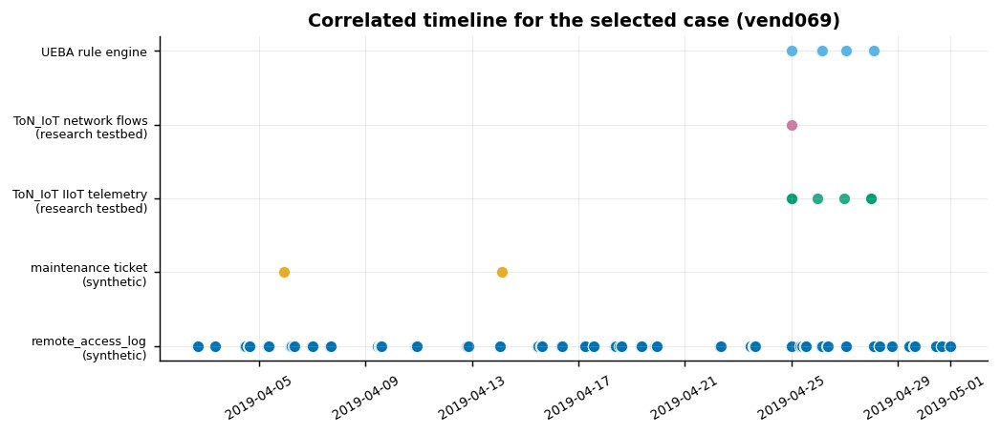 Correlated timeline for the selected case (vend069)
UEBA rule engine
ToN_IoT network flows
(research testbed)
ToN_IoT IIoT telemetry
(research testbed)
maintenance ticket
(synthetic)
remote_access_log
(synthetic)
2019-04-05
2019-04-09
2019-04-13
2019-04-17
2019-04-21
2019-04-25
2019-04-29
2019-05-01